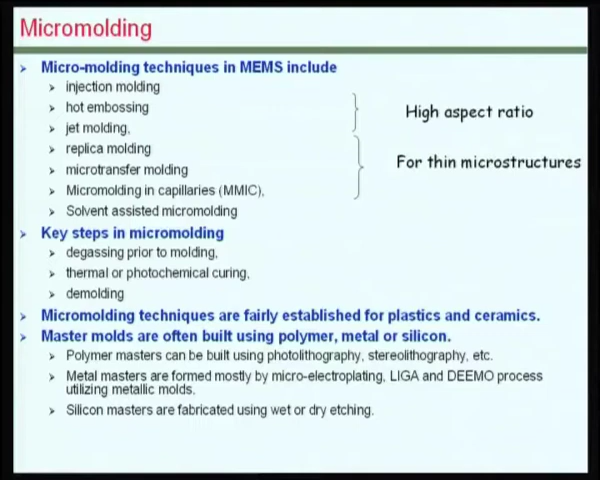 Micromolding
Micro-molding techniques in MEMS include
injection molding
hot embossing
jet molding,
High aspect ratio
replica molding
microtransfer molding
Micromolding in capillaries (MMIC),
For thin microstructures
Solvent assisted micromolding
Key steps in micromolding
degassing prior to molding,
thermal or photochemical curing,
demolding
Micromolding techniques are fairly established for plastics and ceramics.
Master molds are often built using polymer, metal or silicon.
Polymer masters can be built using photolithography, stereolithography, etc.
Metal masters are formed mostly by micro-electroplating, LIGA and DEEMO process
utilizing metallic molds.
Silicon masters are fabricated using wet or dry etching.